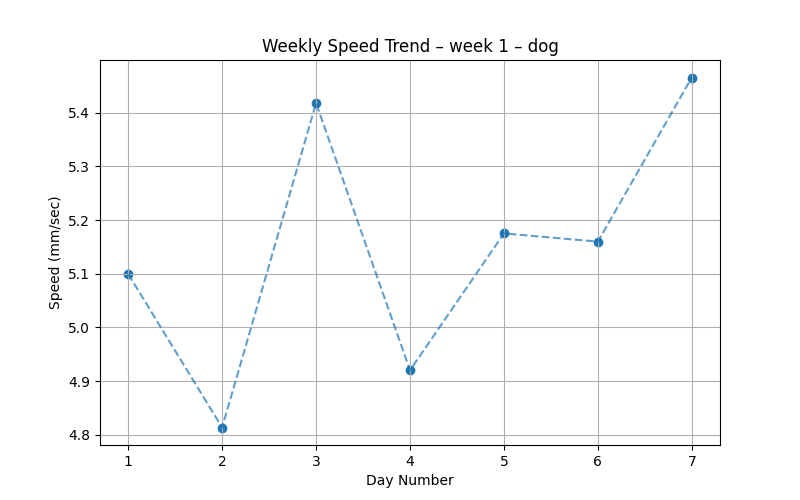 Weekly Speed Trend – week 1 – dog
Speed (mm/sec)
5.4
5.3
5.2
5.1
5.0
4.9
4.8
1 2 3 4 5 6 7
Day Number